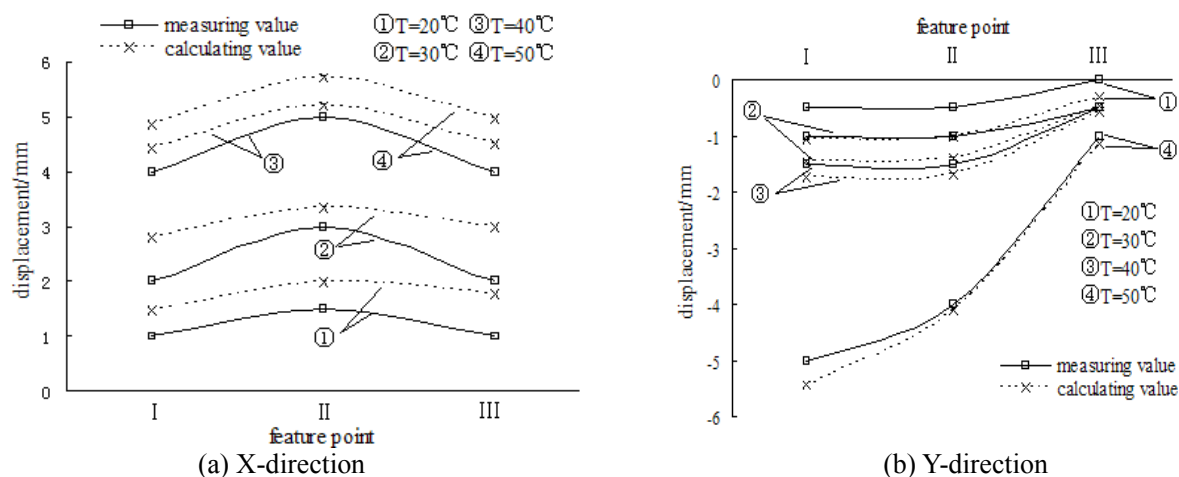 measuring value
calculating value
①T=20℃ ③T=40℃
②T=30℃ ④T=50℃
displacement/mm
6
5
4
3
2
1
0
③
④
②
①
I
II
III
feature point
(a) X-direction
feature point
I
II
III
displacement/mm
0
-1
-2
-3
-4
-5
-6
②
③
①
④
①T=20℃
②T=30℃
③T=40℃
④T=50℃
measuring value
calculating value
(b) Y-direction